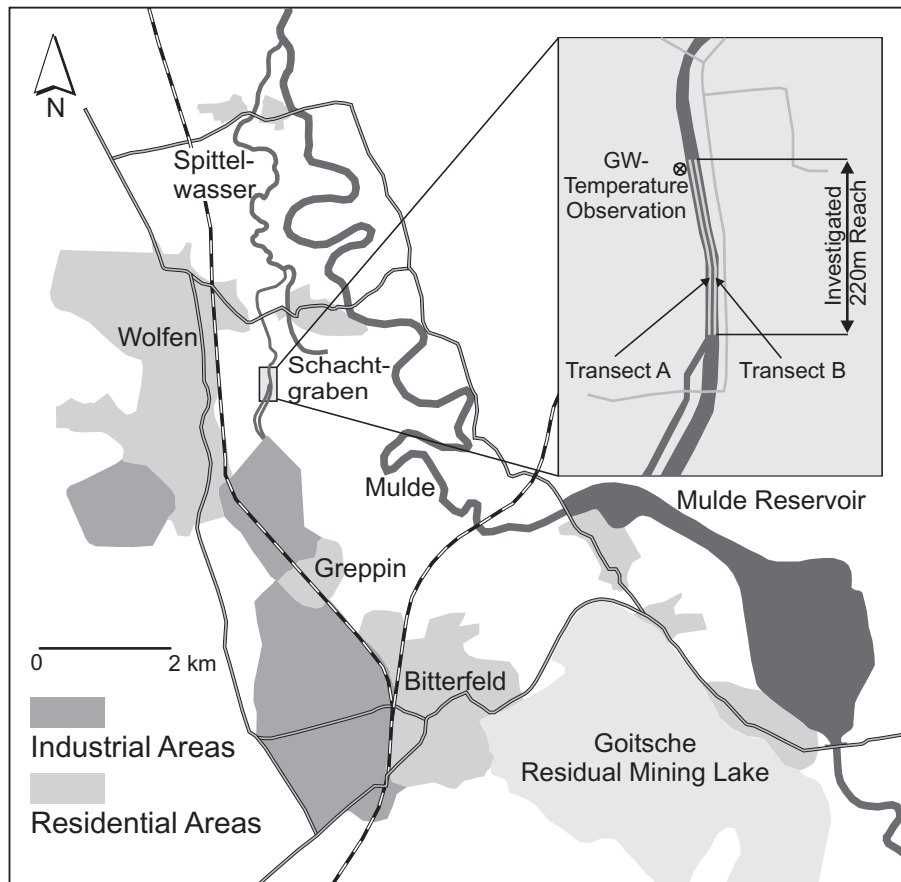 N
Spittel-
wasser
Wolfen
Schacht-
graben
Mulde
Mulde Reservoir
Greppin
Bitterfeld
Goitsche
Residual Mining Lake
GW-
Temperature
Observation
Investigated
220m Reach
Transect A
Transect B
0 2 km
Industrial Areas
Residential Areas